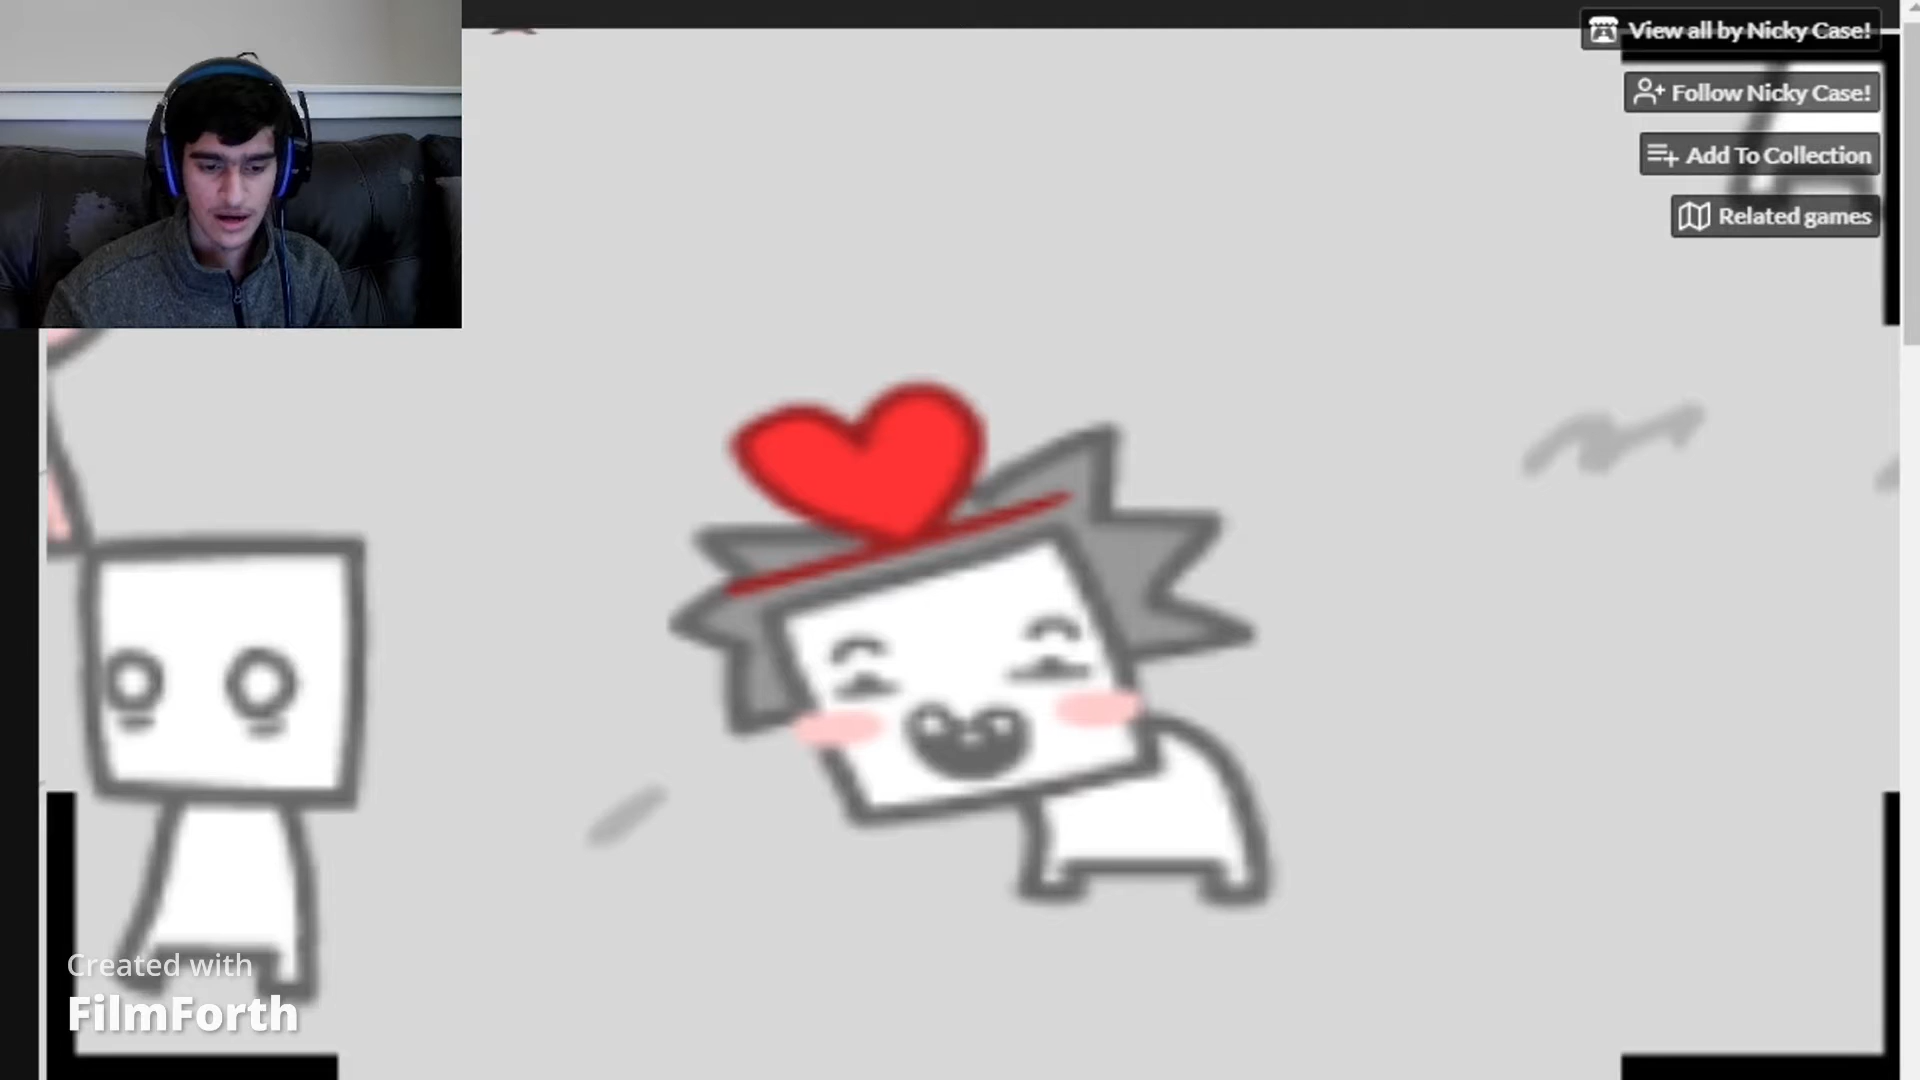 View all by Nicky Case!
Follow Nicky Case!
Add To Collection
Related games
Created with
FilmForth